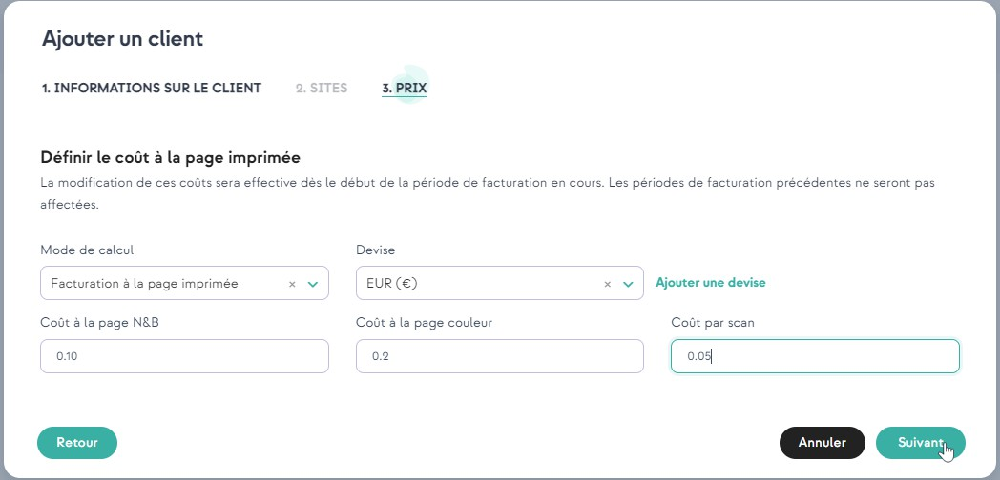 Ajouter un client
1. INFORMATIONS SUR LE CLIENT 2. SITES 3. PRIX
Définir le coût à la page imprimée
La modification de ces coûts sera effective dès le début de la période de facturation en cours. Les périodes de facturation précédentes ne seront pas
affectées.
Mode de calcul Devise
Facturation à la page imprimée × EUR (€) × Ajouter une devise
Coût à la page N&B Coût à la page couleur Coût par scan
0.10 0.2 0.05
Retour Annuler Suivant